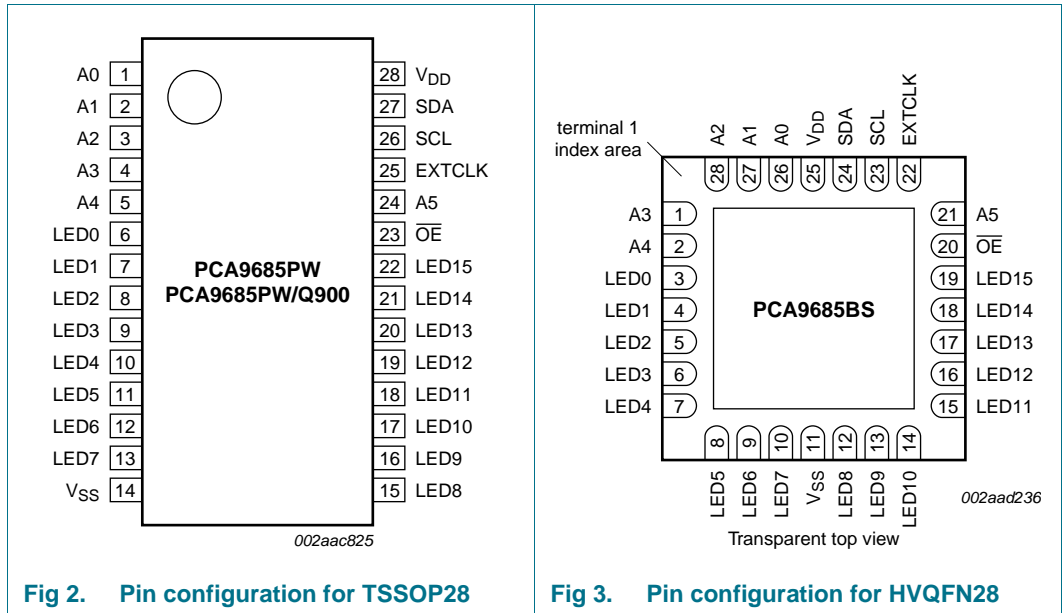 A0 1
A1 2
A2 3
A3 4
A4 5
LED0 6
LED1 7
LED2 8
LED3 9
LED4 10
LED5 11
LED6 12
LED7 13
VSS 14
PCA9685PW
PCA9685PW/Q900
28 VDD
27 SDA
26 SCL
25 EXTCLK
24 A5
23 OE
22 LED15
21 LED14
20 LED13
19 LED12
18 LED11
17 LED10
16 LED9
15 LED8
002aac825
Fig 2. Pin configuration for TSSOP28
terminal 1
index area
A2 A1 A0 VDD SDA SCL EXTCLK
28 27 26 25 24 23 22
A3 1
A4 2
LED0 3
LED1 4
LED2 5
LED3 6
LED4 7
PCA9685BS
21 A5
20 OE
19 LED15
18 LED14
17 LED13
16 LED12
15 LED11
8 9 10 11 12 13 14
LED5 LED6 LED7 VSS LED8 LED9 LED10
002aad236
Transparent top view
Fig 3. Pin configuration for HVQFN28